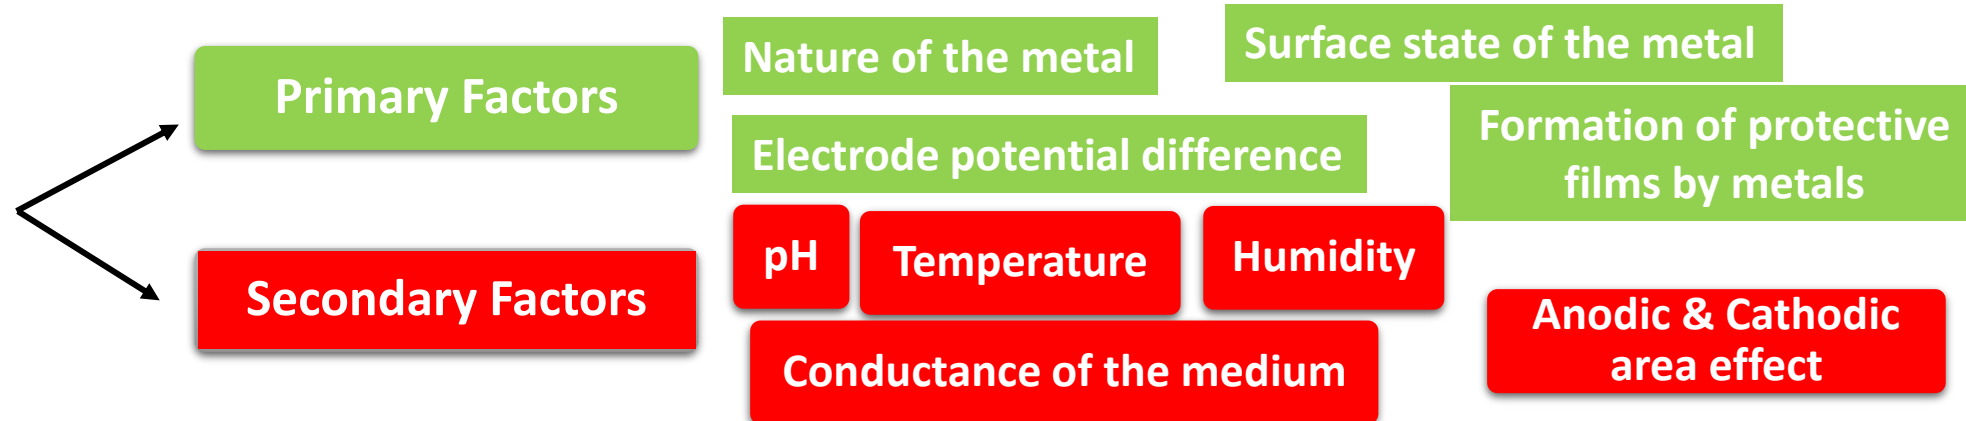 Primary Factors
Nature of the metal
Surface state of the metal
Electrode potential difference
Formation of protective
films by metals
Secondary Factors
pH
Temperature
Humidity
Conductance of the medium
Anodic & Cathodic
area effect